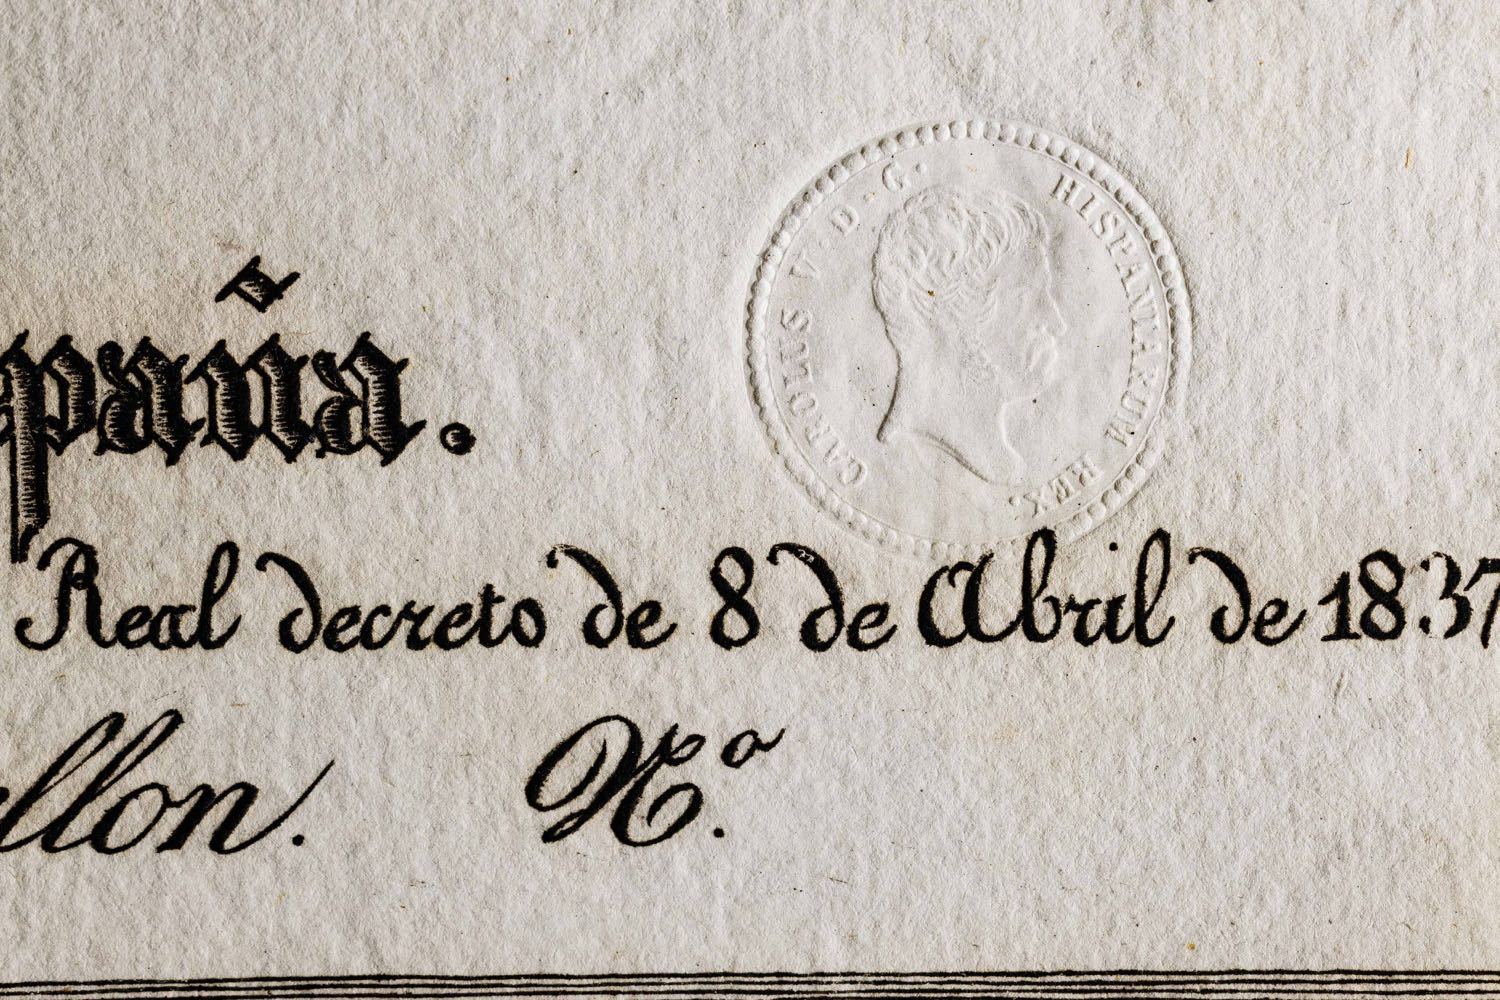 CAROLUS V · D · G · HISPANIARUM REX.
paña.
Real decreto de 8 de Abril de 1837
llon. N.º